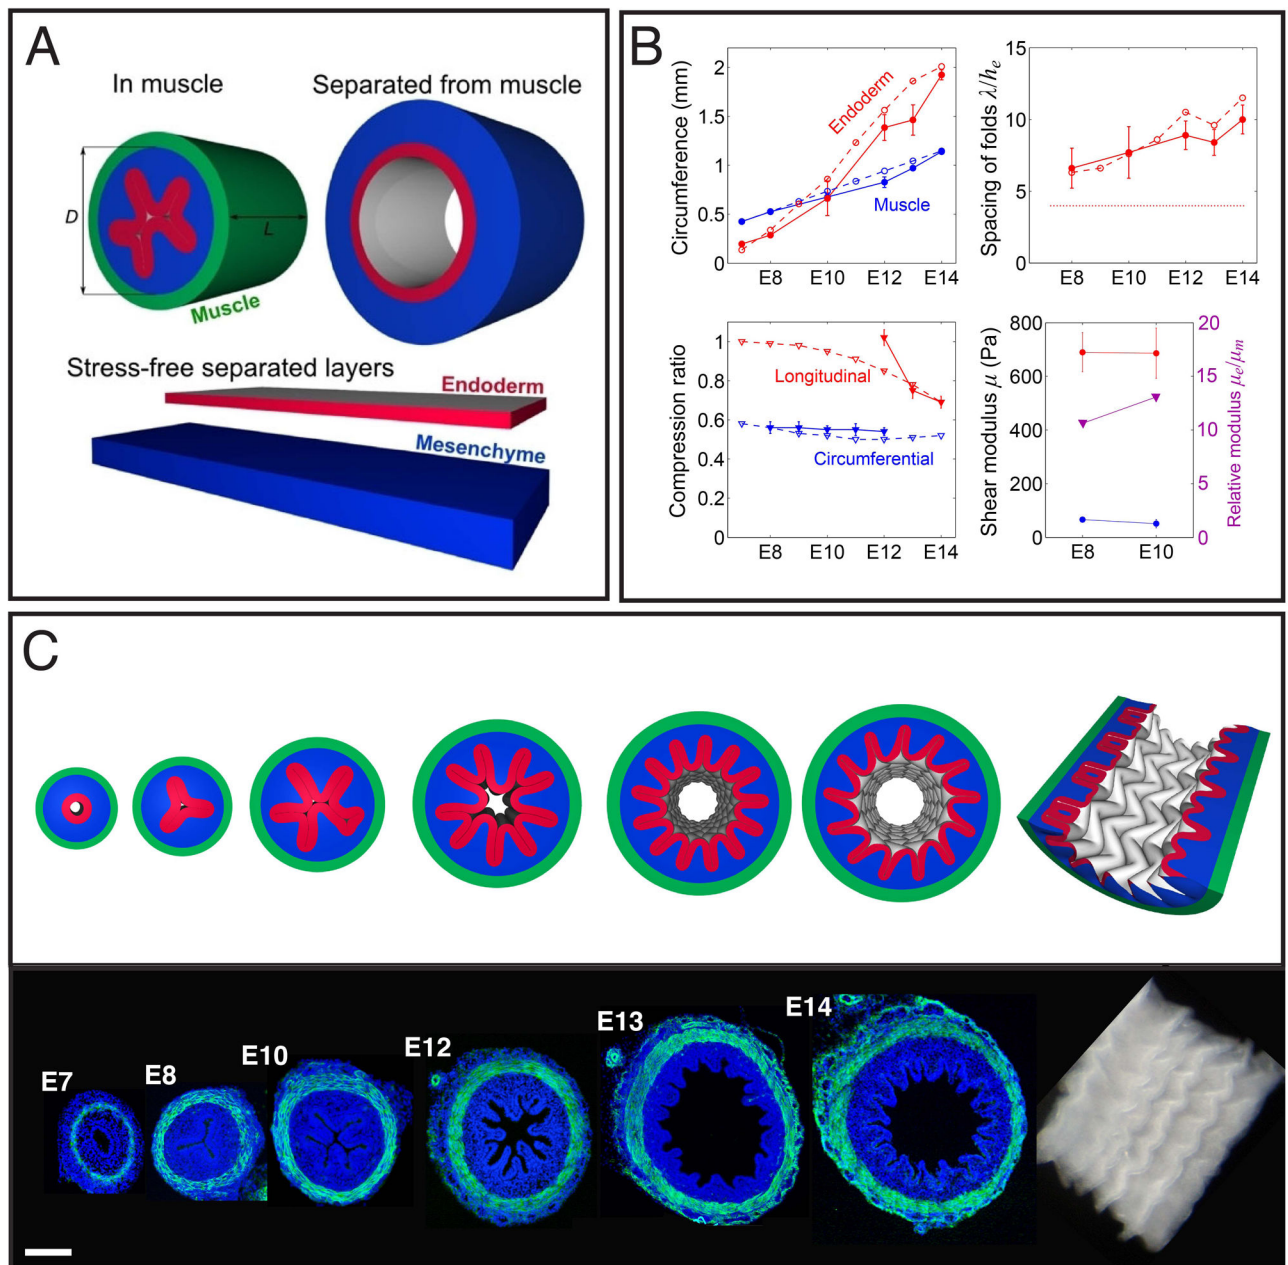 A
In muscle
Separated from muscle
D
L
Muscle
Stress-free separated layers
Endoderm
Mesenchyme
B
Circumference (mm)
2
1.5
1
0.5
0
Endoderm
Muscle
E8
E10
E12
E14
Spacing of folds λ/hₑ
15
10
5
0
E8
E10
E12
E14
Compression ratio
1
0.8
0.6
0.4
0.2
0
Longitudinal
Circumferential
E8
E10
E12
E14
Shear modulus μ (Pa)
800
600
400
200
0
E8
E10
20
15
10
5
0
Relative modulus μₑ/μₘ
C
E7
E8
E10
E12
E13
E14